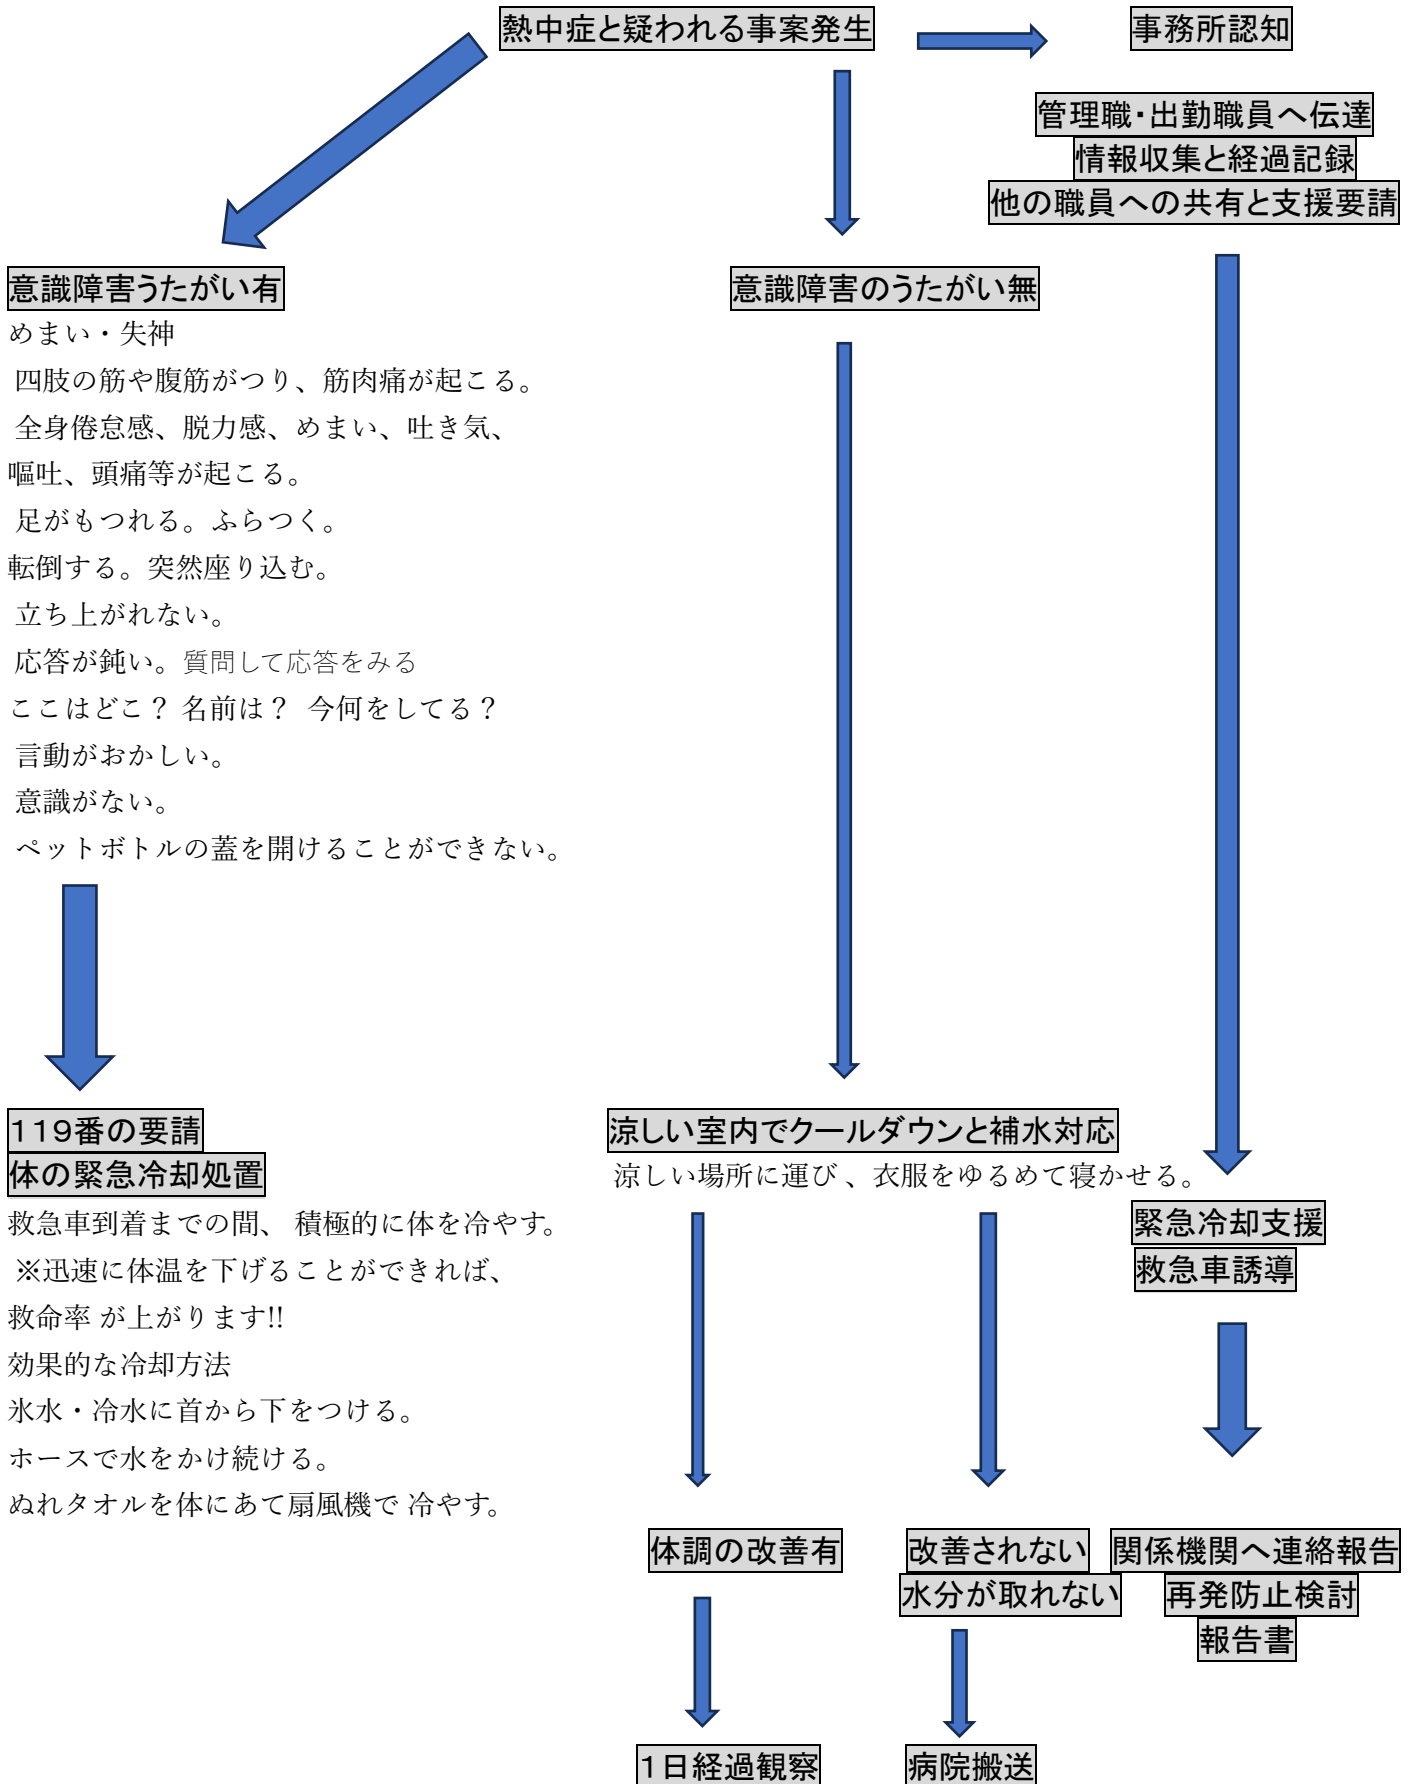 熱中症と疑われる事案発生
事務所認知
管理職・出勤職員へ伝達
情報収集と経過記録
他の職員への共有と支援要請
意識障害うたがい有
めまい・失神
四肢の筋や腹筋がつり、筋肉痛が起こる。
全身倦怠感、脱力感、めまい、吐き気、
嘔吐、頭痛等が起こる。
足がもつれる。ふらつく。
転倒する。突然座り込む。
立ち上がれない。
応答が鈍い。質問して応答をみる
ここはどこ？ 名前は？ 今何をしてる？
言動がおかしい。
意識がない。
ペットボトルの蓋を開けることができない。
意識障害のうたがい無
119番の要請
体の緊急冷却処置
救急車到着までの間、 積極的に体を冷やす。
※迅速に体温を下げることができれば、
救命率 が上がります!!
効果的な冷却方法
氷水・冷水に首から下をつける。
ホースで水をかけ続ける。
ぬれタオルを体にあて扇風機で 冷やす。
涼しい室内でクールダウンと補水対応
涼しい場所に運び 、衣服をゆるめて寝かせる。
緊急冷却支援
救急車誘導
体調の改善有
改善されない
水分が取れない
関係機関へ連絡報告
再発防止検討
報告書
１日経過観察
病院搬送